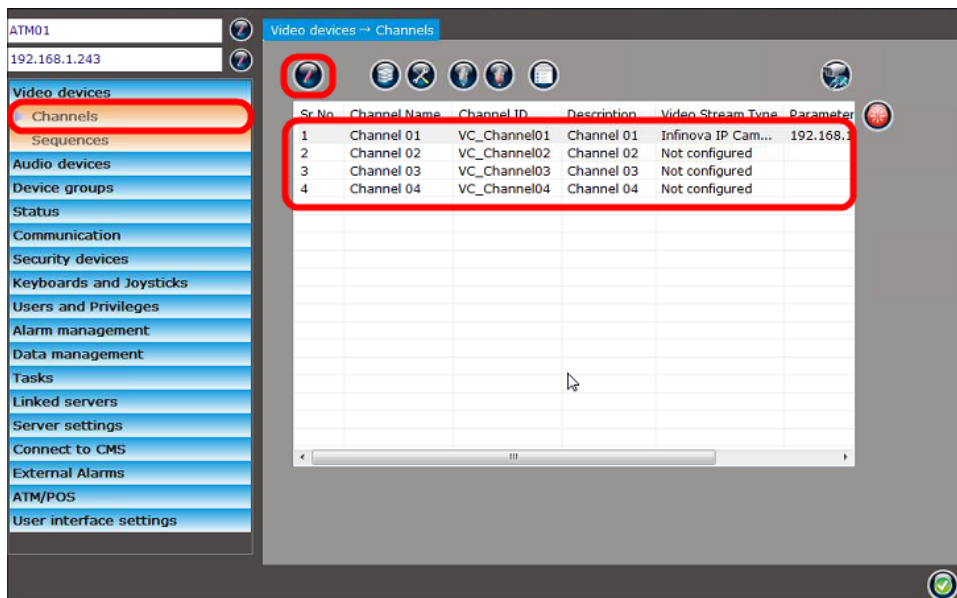 ATM01
192.168.1.243
Video devices
Channels
Sequences
Audio devices
Device groups
Status
Communication
Security devices
Keyboards and Joysticks
Users and Privileges
Alarm management
Data management
Tasks
Linked servers
Server settings
Connect to CMS
External Alarms
ATM/POS
User interface settings
Video devices → Channels
Sr No. Channel Name Channel ID Description Video Stream Type Parameter
1 Channel 01 VC_Channel01 Channel 01 Infinova IP Cam... 192.168.1
2 Channel 02 VC_Channel02 Channel 02 Not configured
3 Channel 03 VC_Channel03 Channel 03 Not configured
4 Channel 04 VC_Channel04 Channel 04 Not configured